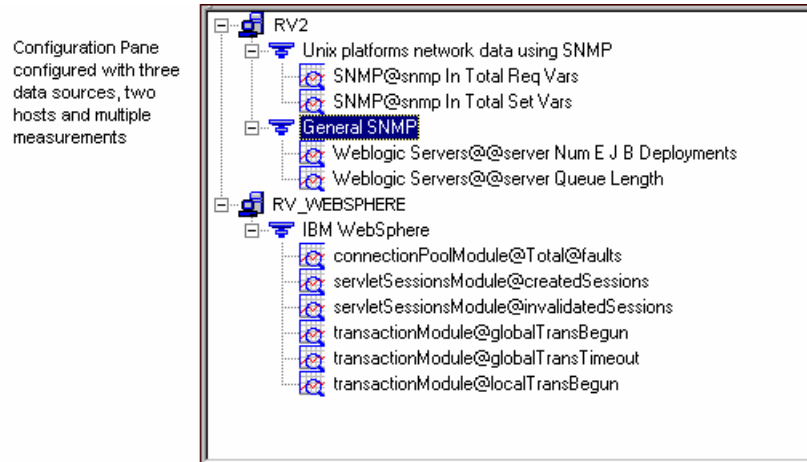 Configuration Pane
configured with three
data sources, two
hosts and multiple
measurements
RV2
Unix platforms network data using SNMP
SNMP@snmp In Total Req Vars
SNMP@snmp In Total Set Vars
General SNMP
Weblogic Servers@@server Num E J B Deployments
Weblogic Servers@@server Queue Length
RV_WEBSPHERE
IBM WebSphere
connectionPoolModule@Total@faults
servletSessionsModule@createdSessions
servletSessionsModule@invalidatedSessions
transactionModule@globalTransBegun
transactionModule@globalTransTimeout
transactionModule@localTransBegun